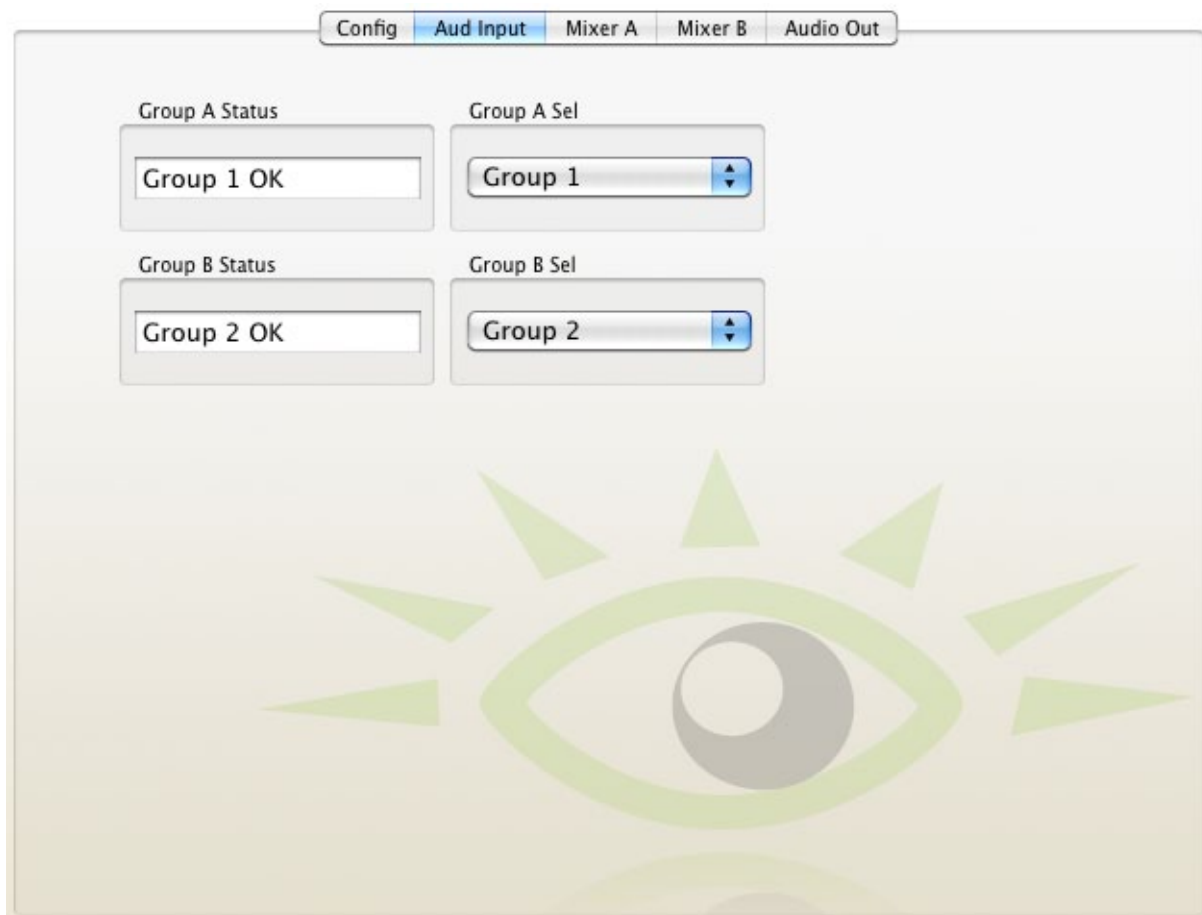 Config Aud Input Mixer A Mixer B Audio Out
Group A Status Group A Sel
Group 1 OK Group 1
Group B Status Group B Sel
Group 2 OK Group 2